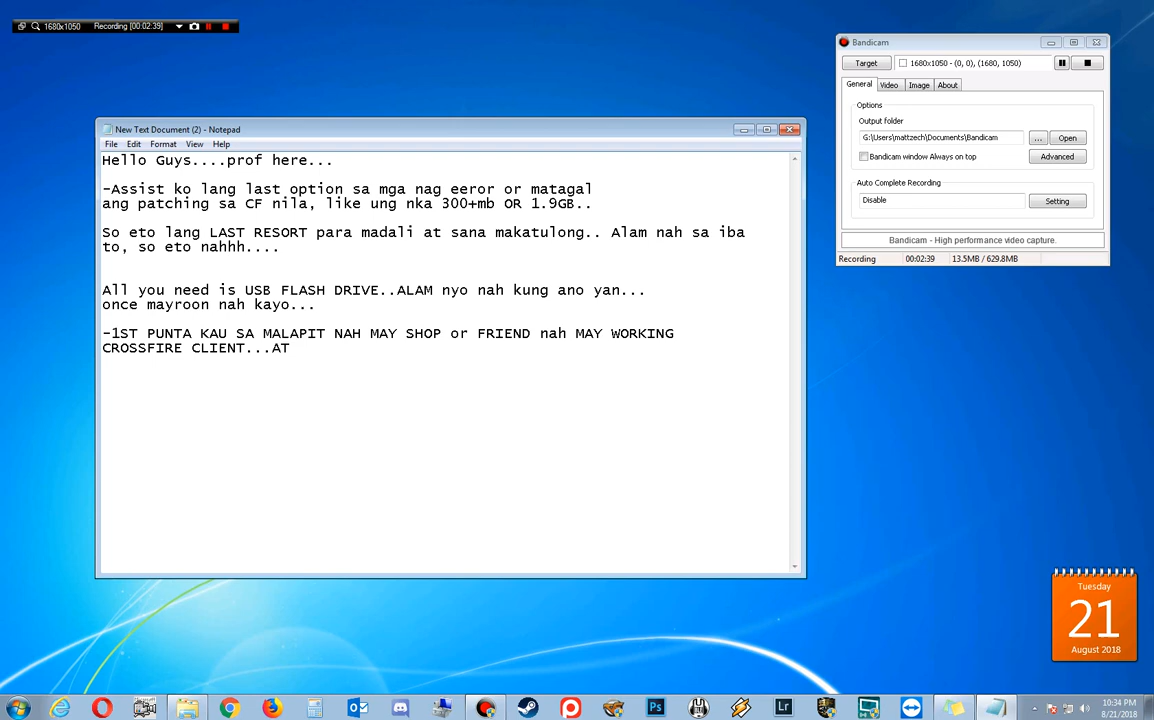 1680x1050 Recording [00:02:39]
Bandicam
Target 1680x1050 - (0, 0), (1680, 1050)
General Video Image About
Options
Output folder
G:\Users\mattzech\Documents\Bandicam ... Open
Bandicam window Always on top Advanced
Auto Complete Recording
Disable Setting
Bandicam - High performance video capture.
Recording 00:02:39 13.5MB / 629.8MB
New Text Document (2) - Notepad
File Edit Format View Help
Hello Guys....prof here...
-Assist ko lang last option sa mga nag eeror or matagal
ang patching sa CF nila, like ung nka 300+mb OR 1.9GB..
So eto lang LAST RESORT para madali at sana makatulong.. Alam nah sa iba
to, so eto nahhh....
All you need is USB FLASH DRIVE..ALAM nyo nah kung ano yan...
once mayroon nah kayo...
-1ST PUNTA KAU SA MALAPIT NAH MAY SHOP or FRIEND nah MAY WORKING
CROSSFIRE CLIENT...AT
Tuesday
21
August 2018
Ps Lr
10:34 PM
8/21/2018